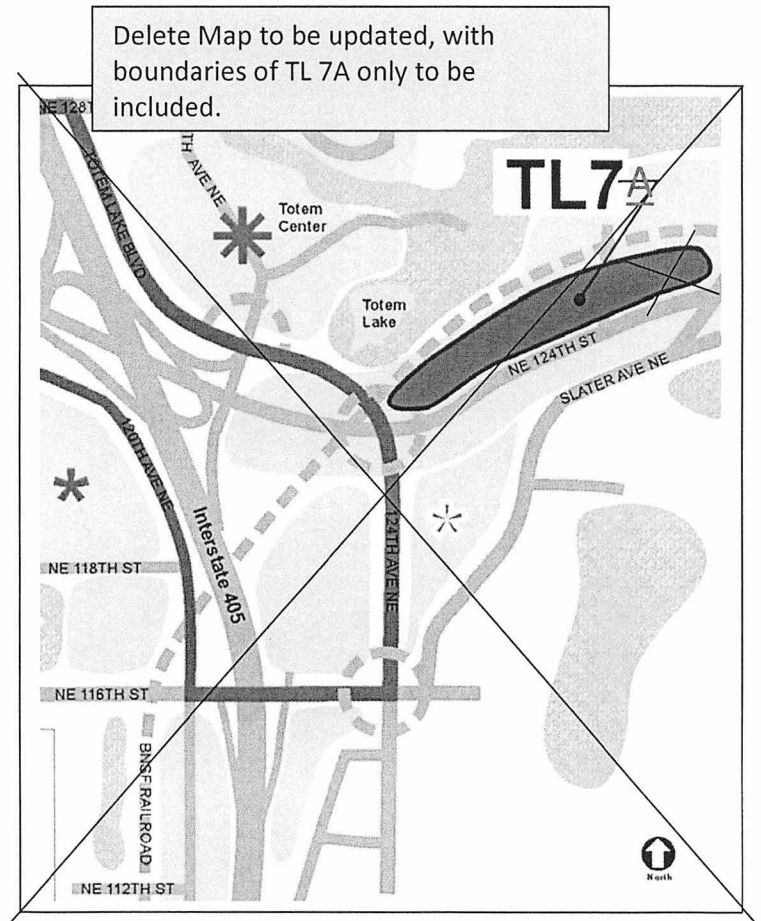 Delete Map to be updated, with
boundaries of TL 7A only to be
included.
NE 128T
TH AVE NE
TOTEM LAKE BLVD
TL7A
Totem
Center
Totem
Lake
NE 124TH ST
SLATER AVE NE
120TH AVE NE
Interstate 405
124TH AVE NE
NE 118TH ST
NE 116TH ST
BNSF RAILROAD
NE 112TH ST
North